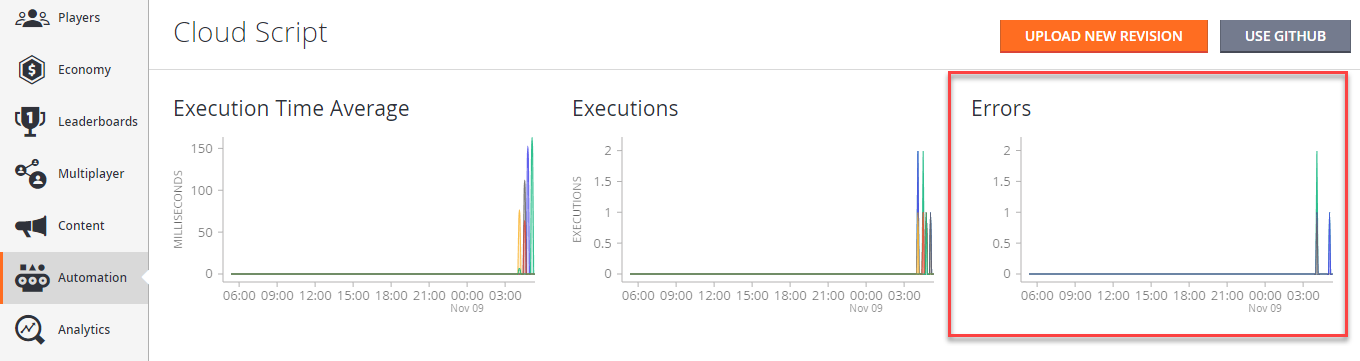 Players
Economy
Leaderboards
Multiplayer
Content
Automation
Analytics
Cloud Script
UPLOAD NEW REVISION
USE GITHUB
Execution Time Average
MILLISECONDS
150
100
50
0
06:00 09:00 12:00 15:00 18:00 21:00 00:00 03:00
Nov 09
Executions
EXECUTIONS
2
1.5
1
0.5
0
06:00 09:00 12:00 15:00 18:00 21:00 00:00 03:00
Nov 09
Errors
2
1.5
1
0.5
0
06:00 09:00 12:00 15:00 18:00 21:00 00:00 03:00
Nov 09